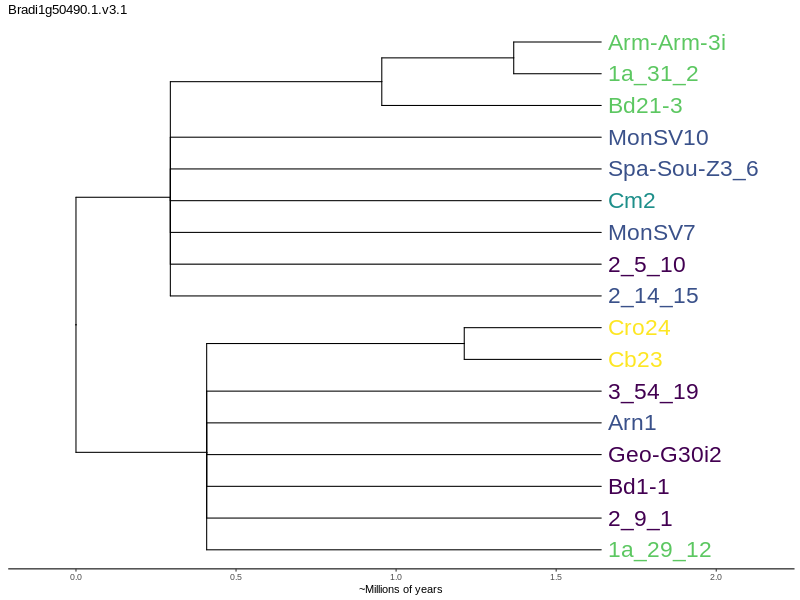 Bradi1g50490.1.v3.1
Arm-Arm-3i
1a_31_2
Bd21-3
MonSV10
Spa-Sou-Z3_6
Cm2
MonSV7
2_5_10
2_14_15
Cro24
Cb23
3_54_19
Arn1
Geo-G30i2
Bd1-1
2_9_1
1a_29_12
0.0 0.5 1.0 1.5 2.0
~Millions of years